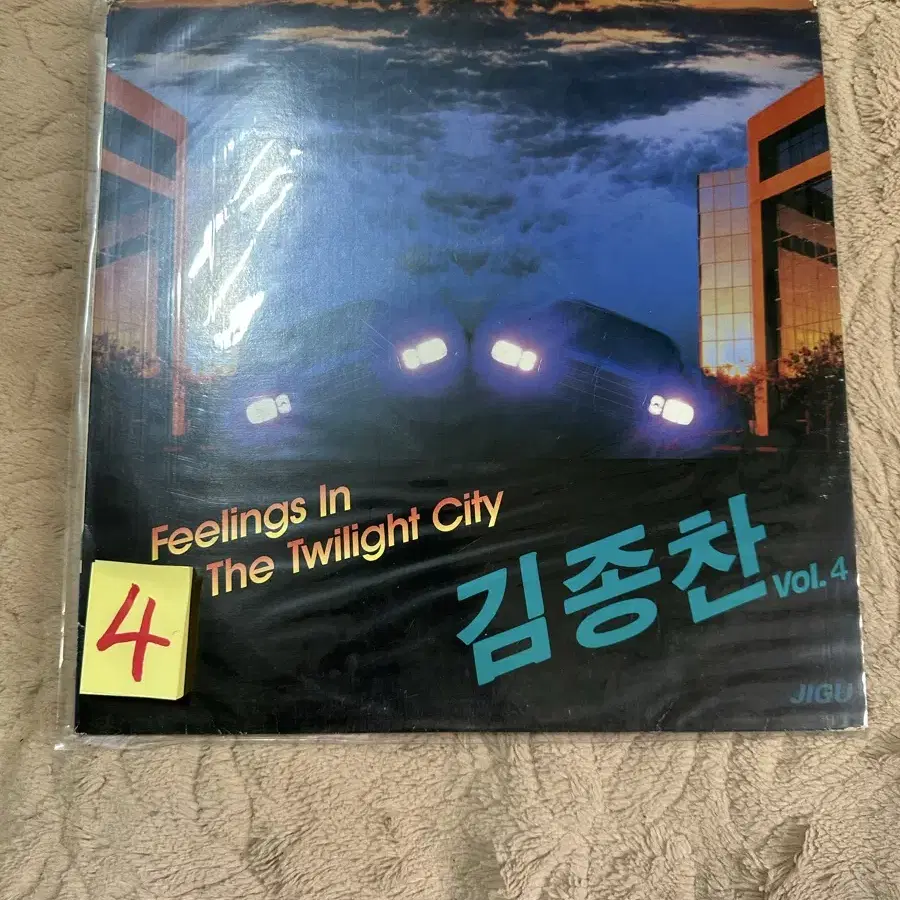 Feelings In
The Twilight City
4
김종찬 Vol. 4
JIGU